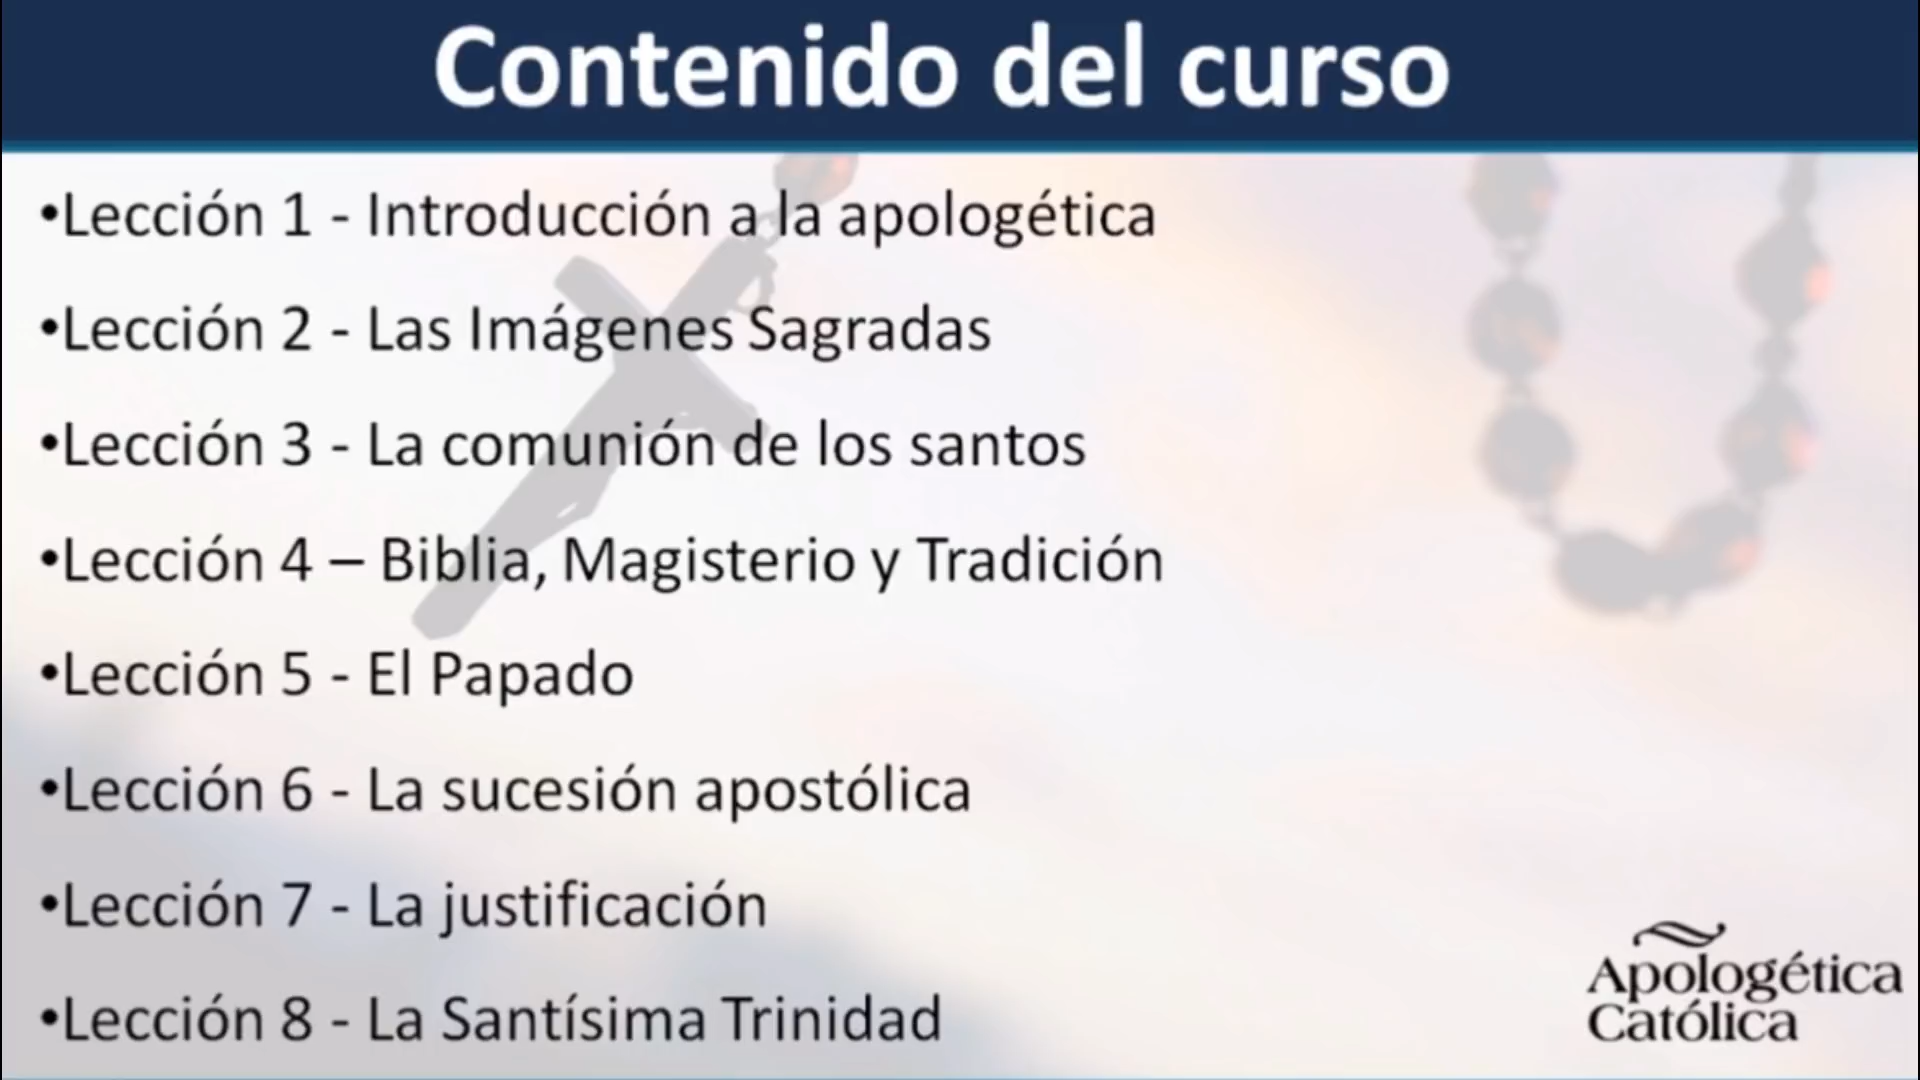 Contenido del curso
•Lección 1 - Introducción a la apologética
•Lección 2 - Las Imágenes Sagradas
•Lección 3 - La comunión de los santos
•Lección 4 – Biblia, Magisterio y Tradición
•Lección 5 - El Papado
•Lección 6 - La sucesión apostólica
•Lección 7 - La justificación
•Lección 8 - La Santísima Trinidad
Apologética
Católica